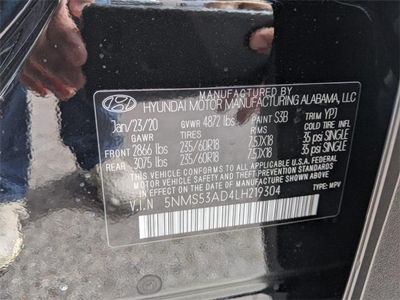 MANUFACTURED BY
HYUNDAI MOTOR MANUFACTURING ALABAMA, LLC
Jan/23/20 GVWR 4872 lbs PAINT S3B TRIM YPJ
GAWR TIRES RIMS COLD TIRE INFL
FRONT 2866 lbs 235/60R18 7.5JX18 35 psi SINGLE
REAR 3075 lbs 235/60R18 7.5JX18 35 psi SINGLE
THIS VEHICLE CONFORMS TO ALL APPLICABLE FEDERAL
MOTOR VEHICLE SAFETY, BUMPER, AND THEFT
PREVENTION STANDARDS IN EFFECT ON THE DATE OF
MANUFACTURE SHOWN ABOVE. TYPE: MPV
V.I.N 5NMS53AD4LH219304